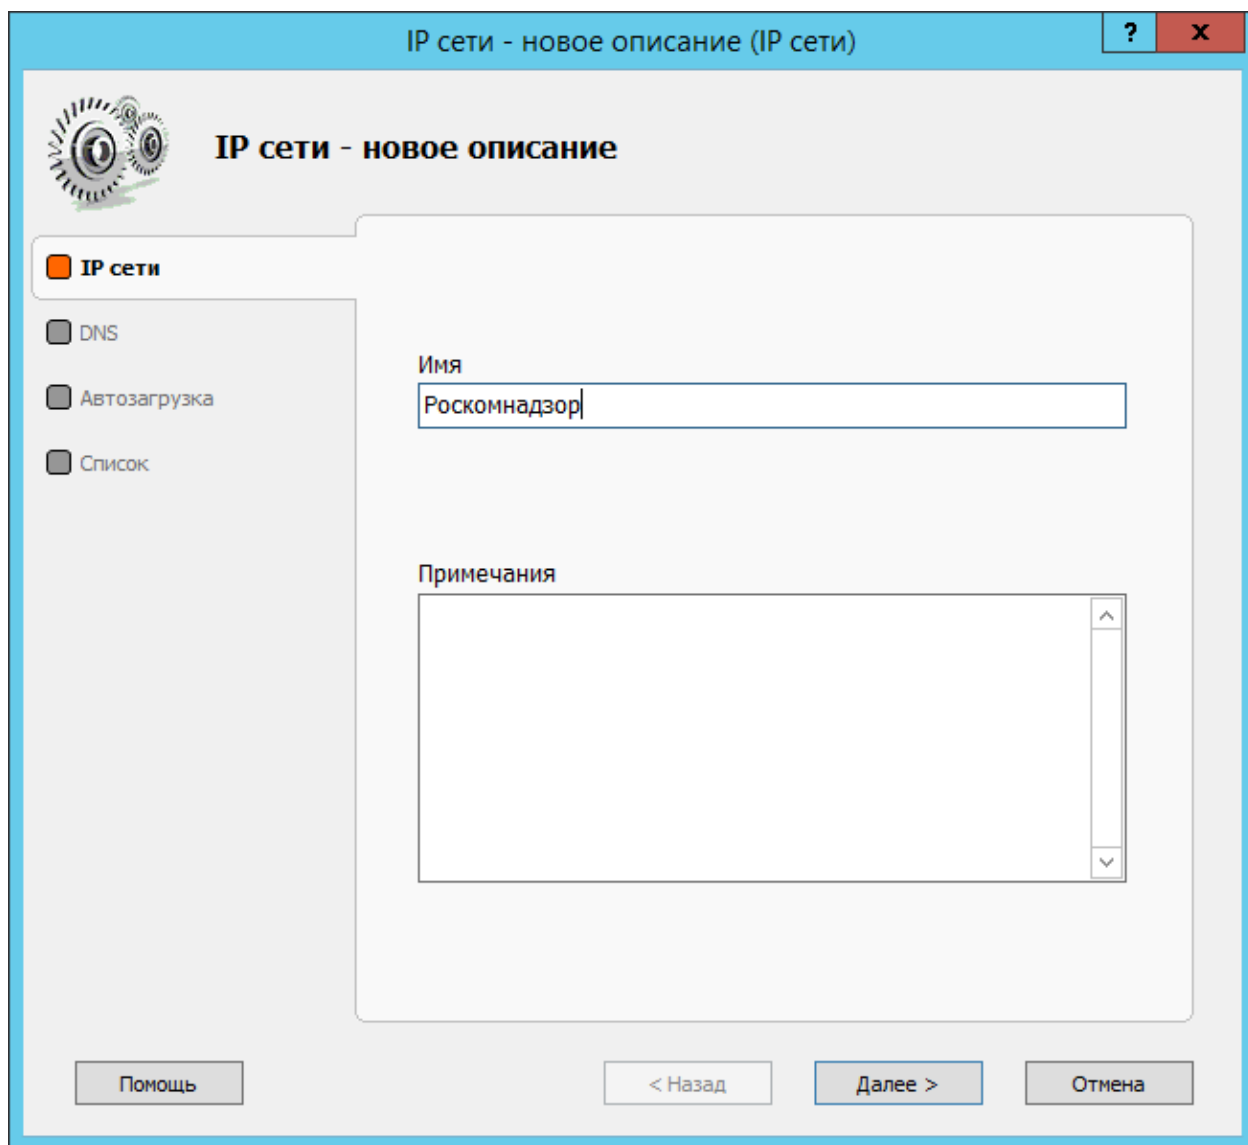 IP сети - новое описание (IP сети)
?
x
IP сети - новое описание
IP сети
DNS
Автозагрузка
Список
Имя
Роскомнадзор
Примечания
Помощь
< Назад
Далее >
Отмена